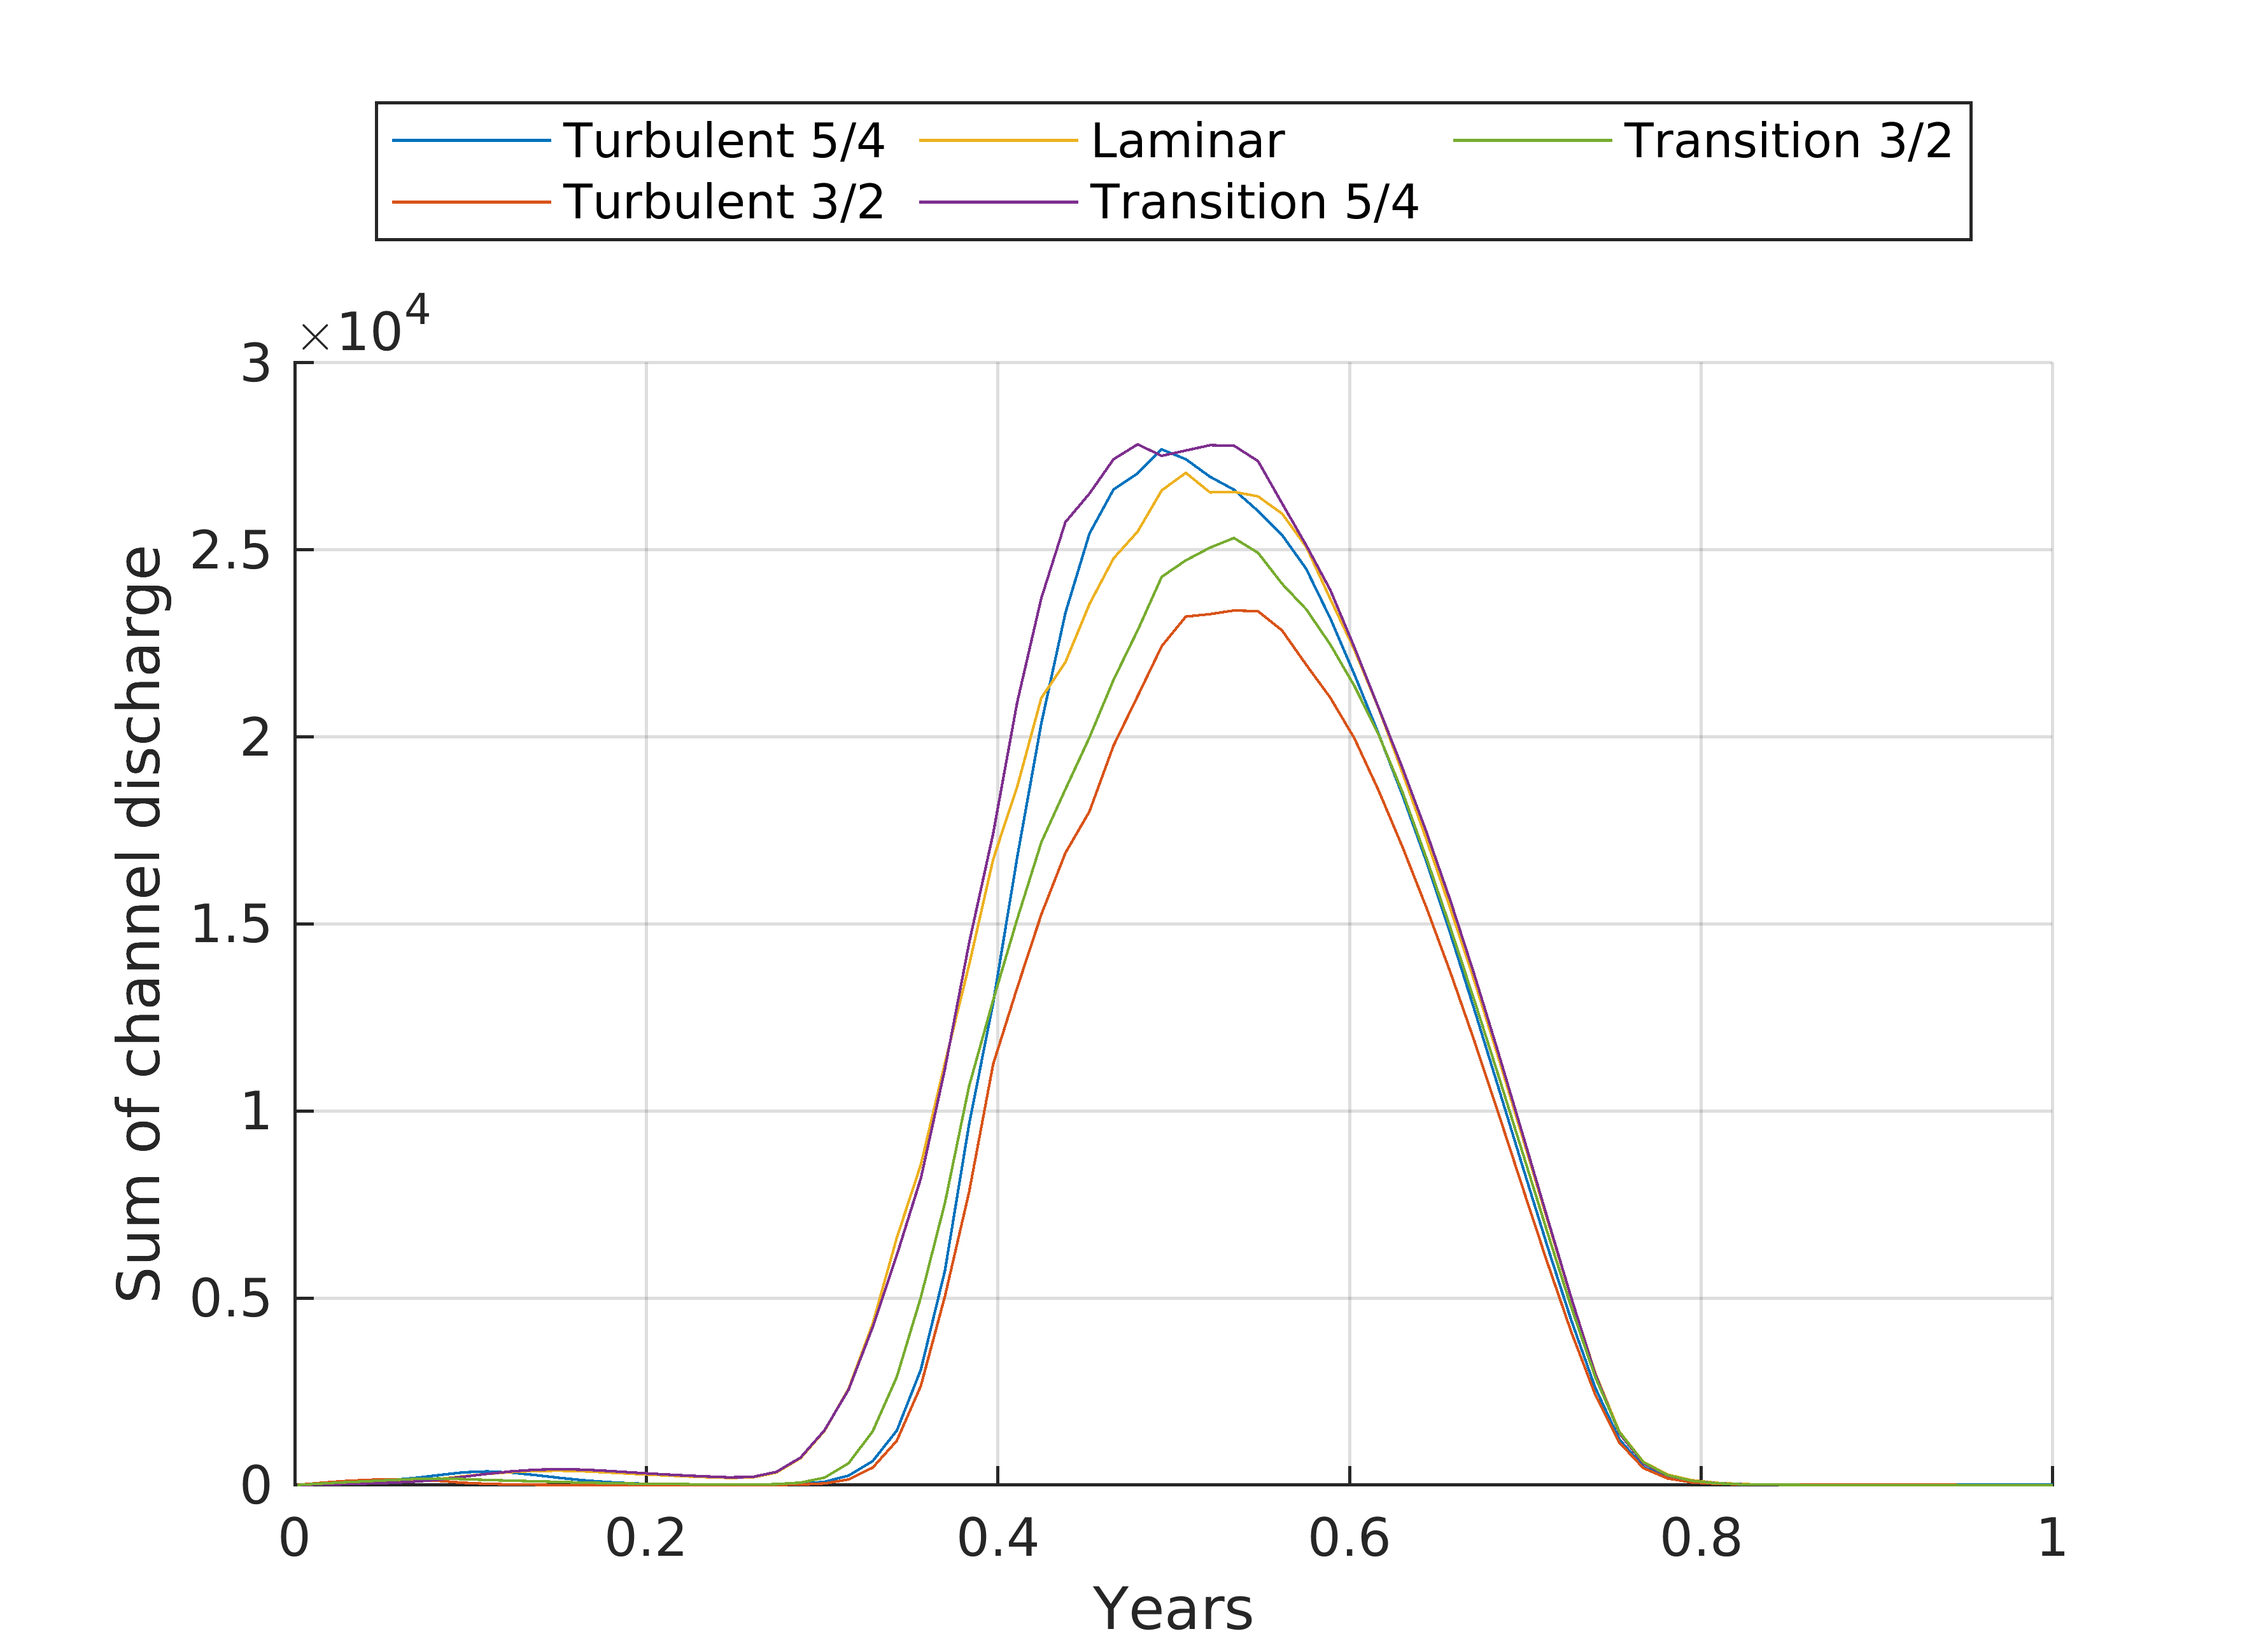 Turbulent 5/4 Laminar Transition 3/2
Turbulent 3/2 Transition 5/4
×10⁴
3
2.5
2
1.5
1
0.5
0
Sum of channel discharge
0 0.2 0.4 0.6 0.8 1
Years